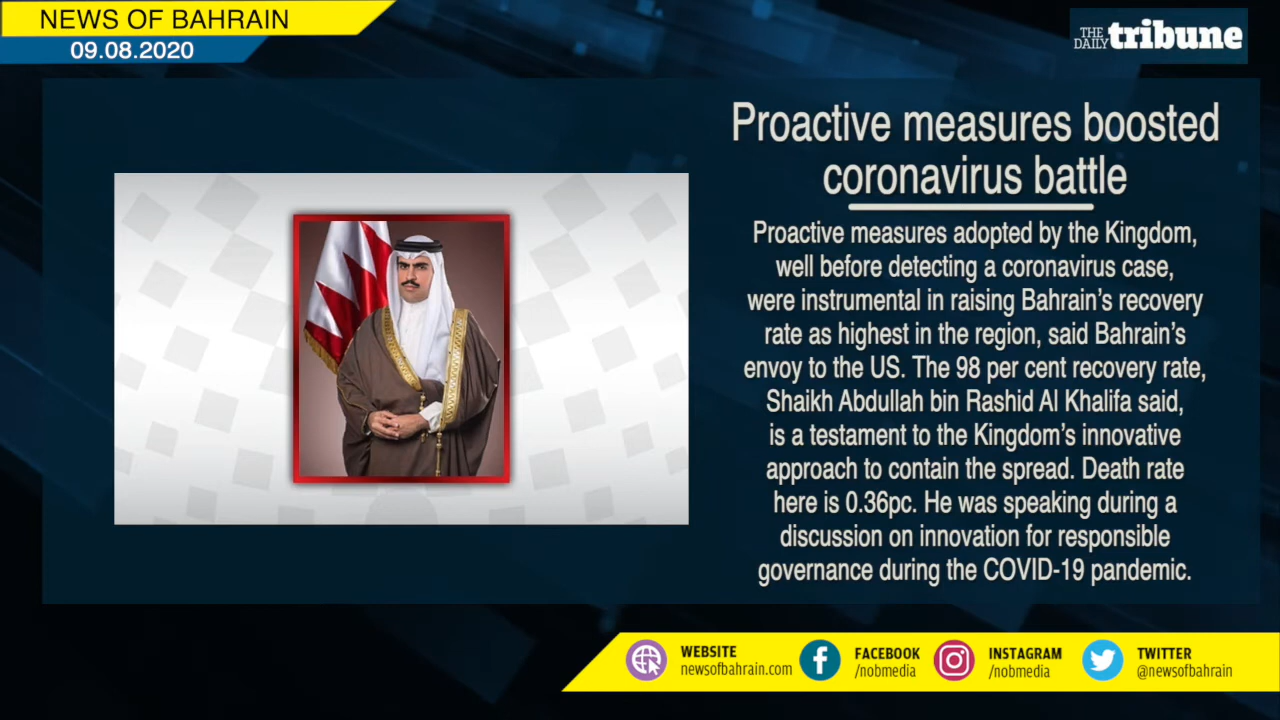 NEWS OF BAHRAIN
09.08.2020
THE DAILY tribune
Proactive measures boosted
coronavirus battle
Proactive measures adopted by the Kingdom,
well before detecting a coronavirus case,
were instrumental in raising Bahrain's recovery
rate as highest in the region, said Bahrain's
envoy to the US. The 98 per cent recovery rate,
Shaikh Abdullah bin Rashid Al Khalifa said,
is a testament to the Kingdom's innovative
approach to contain the spread. Death rate
here is 0.36pc. He was speaking during a
discussion on innovation for responsible
governance during the COVID-19 pandemic.
WEBSITE
newsofbahrain.com
FACEBOOK
/nobmedia
INSTAGRAM
/nobmedia
TWITTER
@newsofbahrain